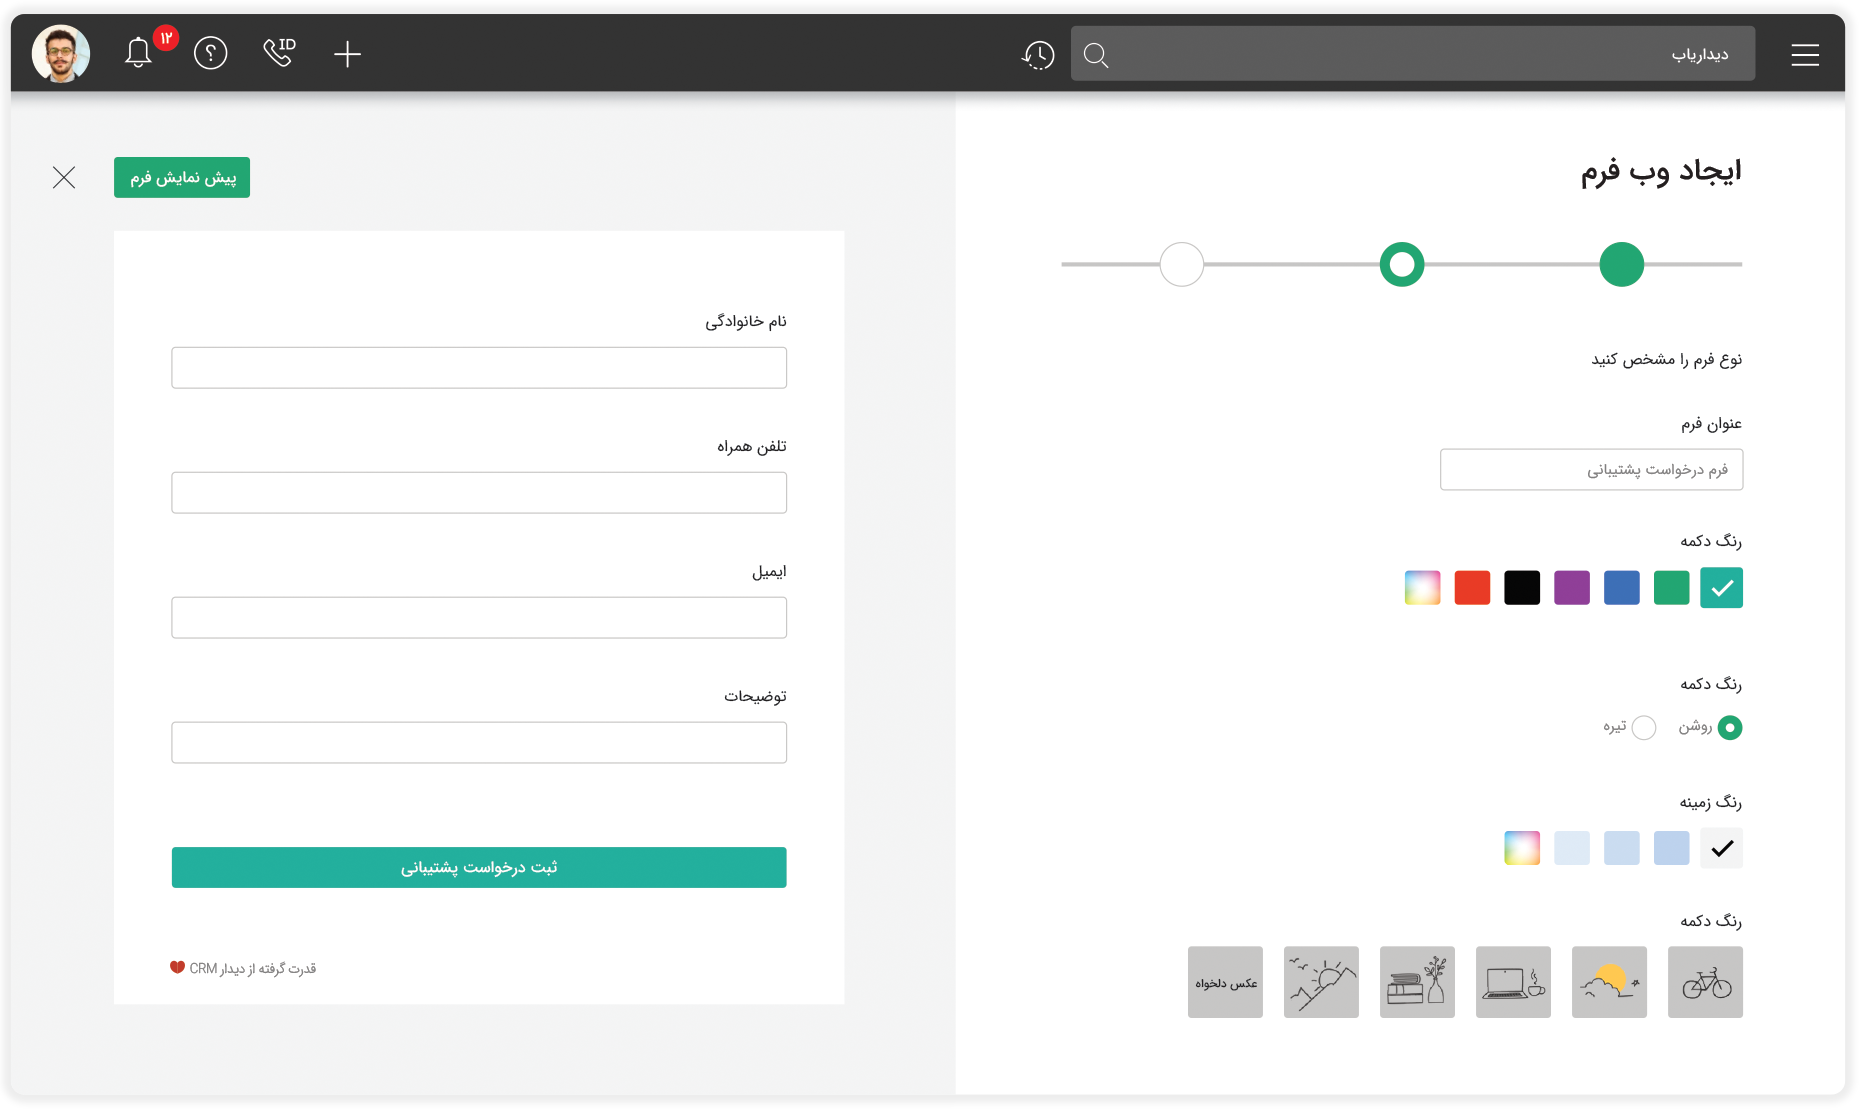 دیداریاب
ID
۱۲
ایجاد وب فرم
نوع فرم را مشخص کنید
عنوان فرم
فرم درخواست پشتیبانی
رنگ دکمه
رنگ دکمه
روشن
تیره
رنگ زمینه
رنگ دکمه
عکس دلخواه
پیش نمایش فرم
نام خانوادگی
تلفن همراه
ایمیل
توضیحات
ثبت درخواست پشتیبانی
قدرت گرفته از دیدار CRM